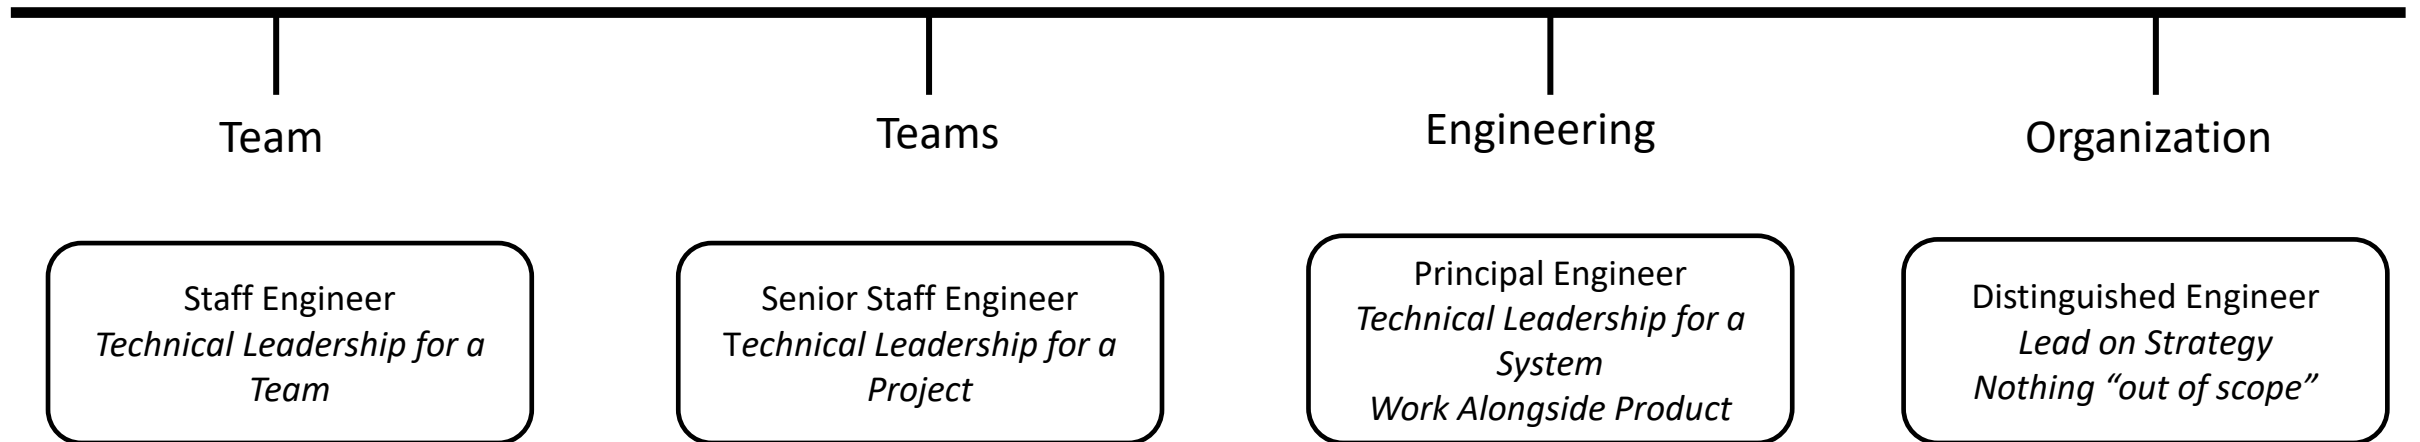 Team
Teams
Engineering
Organization
Staff Engineer
Technical Leadership for a
Team
Senior Staff Engineer
Technical Leadership for a
Project
Principal Engineer
Technical Leadership for a
System
Work Alongside Product
Distinguished Engineer
Lead on Strategy
Nothing “out of scope”